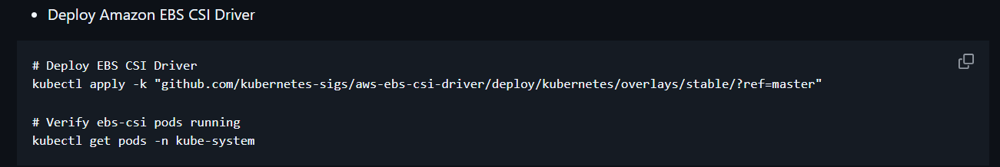 Deploy Amazon EBS CSI Driver
# Deploy EBS CSI Driver
kubectl apply -k "github.com/kubernetes-sigs/aws-ebs-csi-driver/deploy/kubernetes/overlays/stable/?ref=master"
# Verify ebs-csi pods running
kubectl get pods -n kube-system